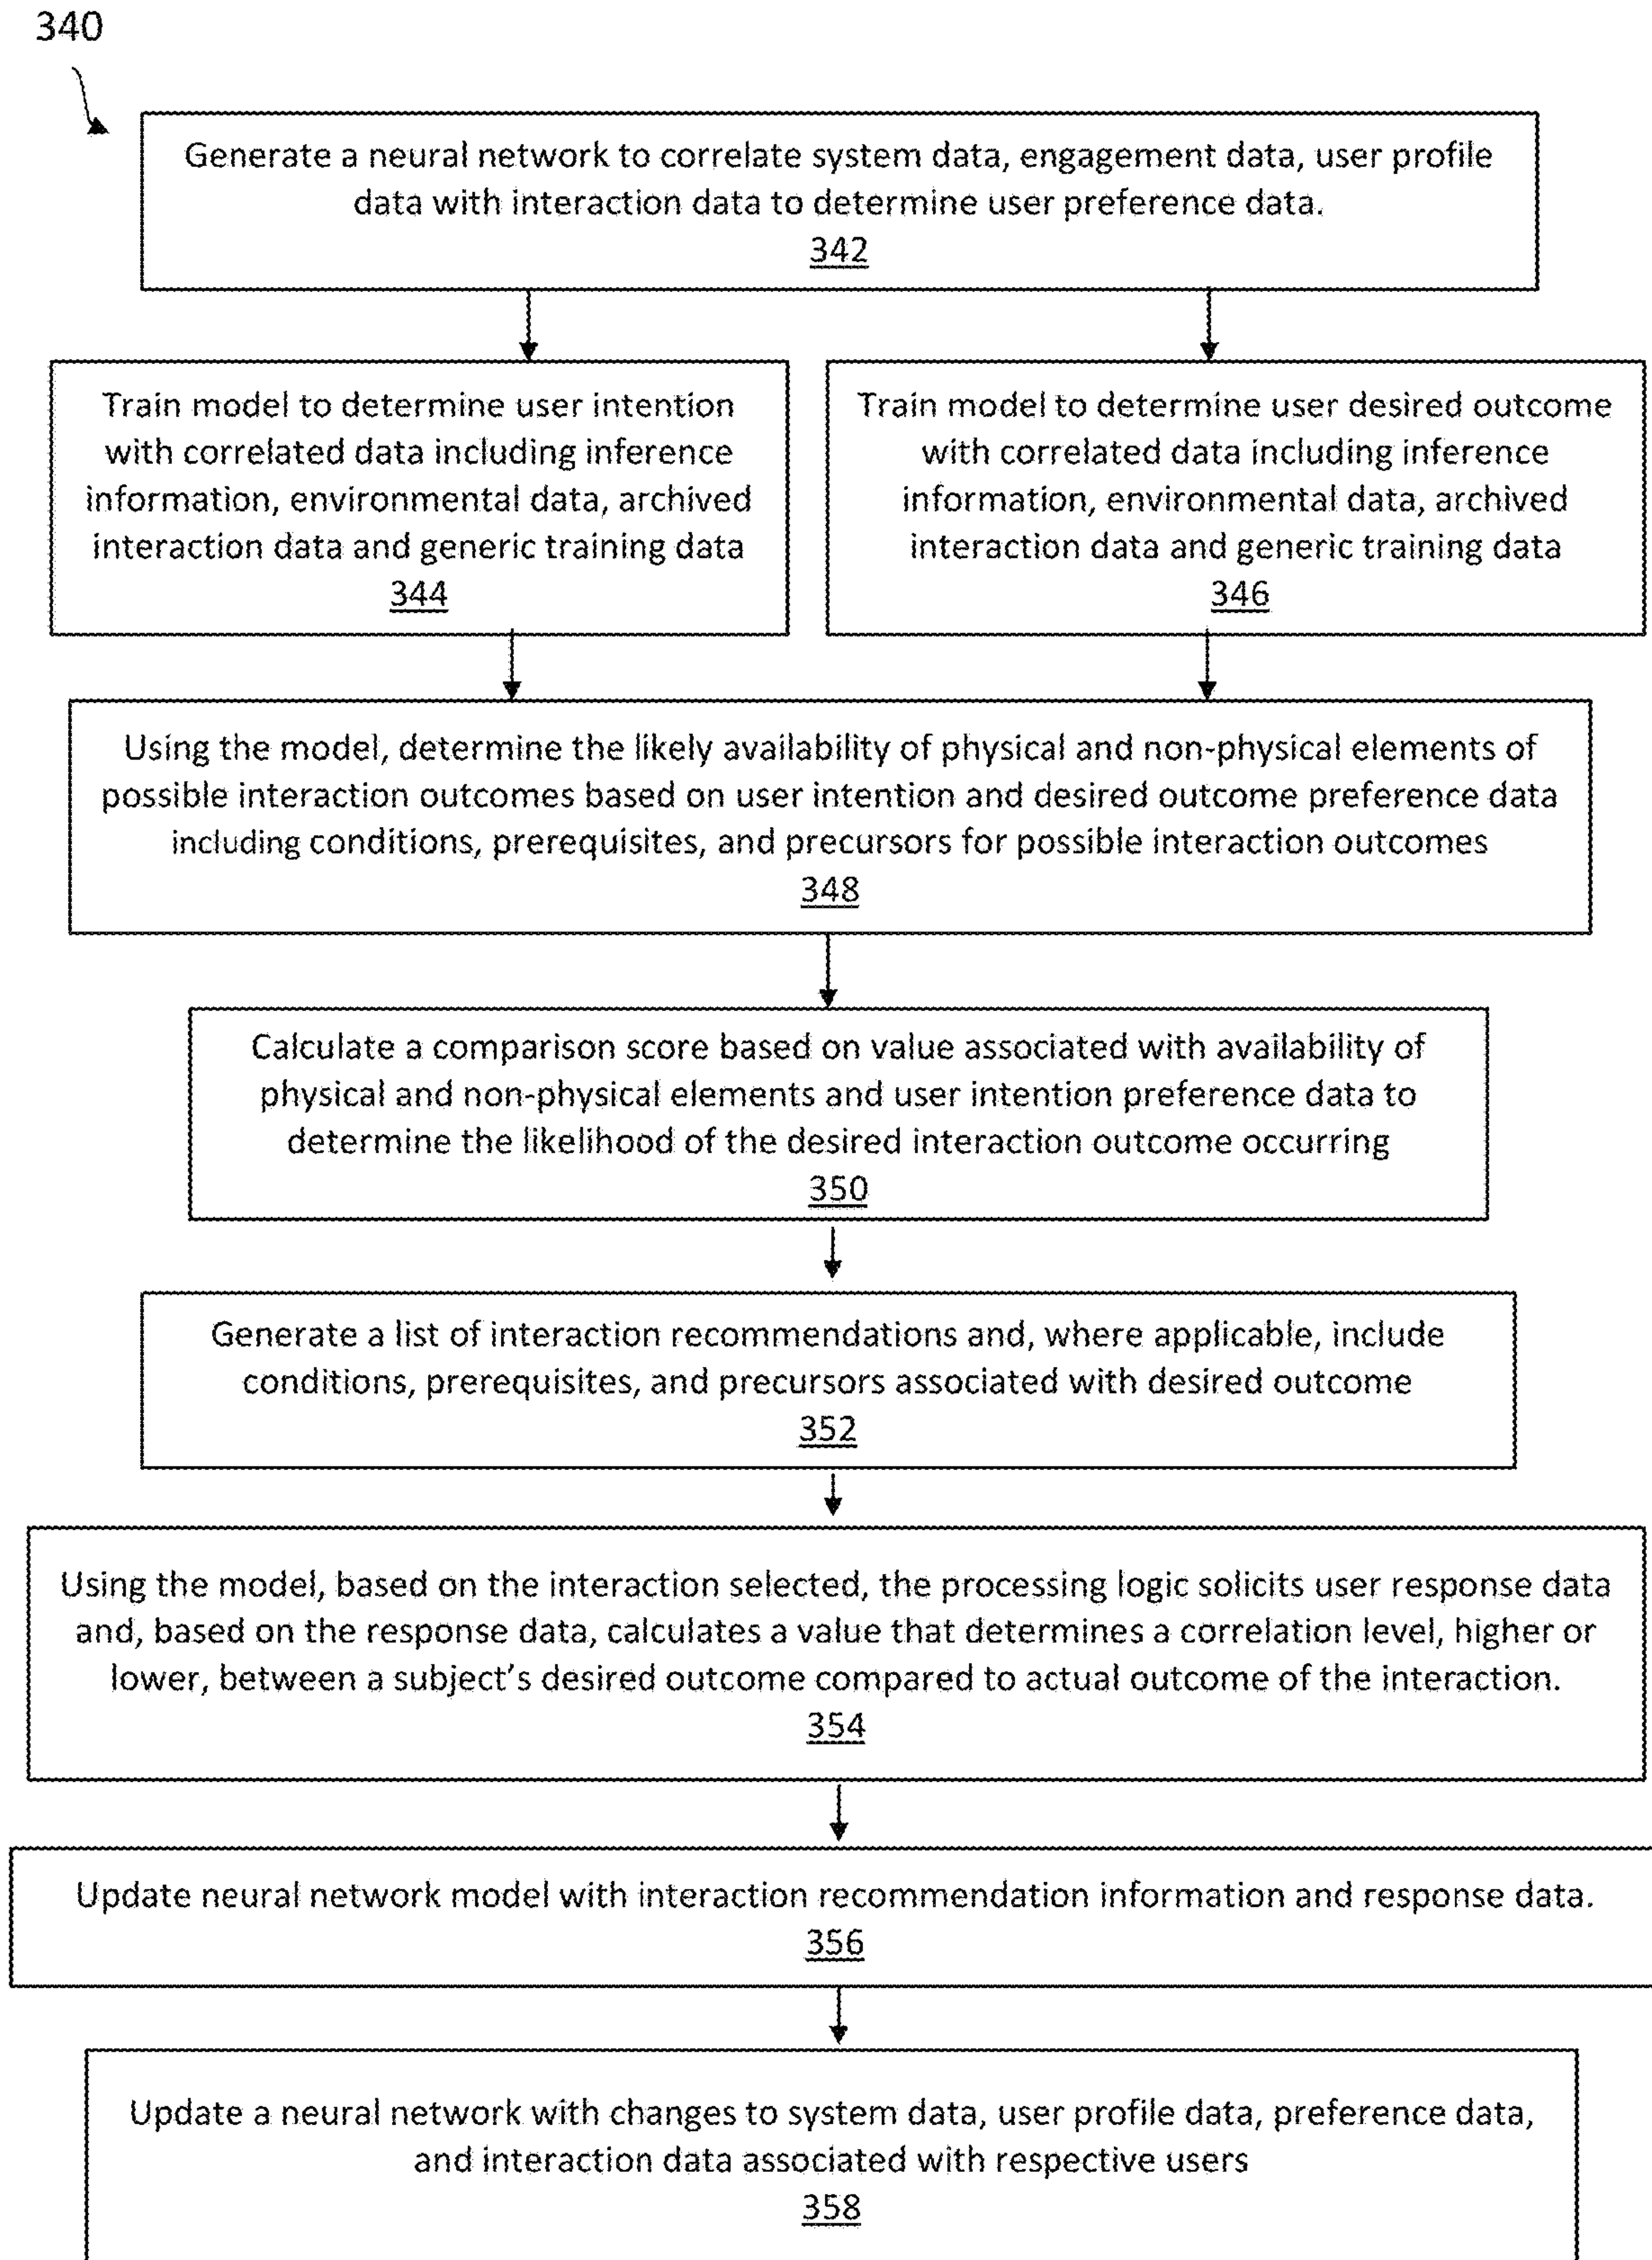 340
Generate a neural network to correlate system data, engagement data, user profile
data with interaction data to determine user preference data.
342
Train model to determine user intention
with correlated data including inference
information, environmental data, archived
interaction data and generic training data
344
Train model to determine user desired outcome
with correlated data including inference
information, environmental data, archived
interaction data and generic training data
346
Using the model, determine the likely availability of physical and non-physical elements of
possible interaction outcomes based on user intention and desired outcome preference data
including conditions, prerequisites, and precursors for possible interaction outcomes
348
Calculate a comparison score based on value associated with availability of
physical and non-physical elements and user intention preference data to
determine the likelihood of the desired interaction outcome occurring
350
Generate a list of interaction recommendations and, where applicable, include
conditions, prerequisites, and precursors associated with desired outcome
352
Using the model, based on the interaction selected, the processing logic solicits user response data
and, based on the response data, calculates a value that determines a correlation level, higher or
lower, between a subject's desired outcome compared to actual outcome of the interaction.
354
Update neural network model with interaction recommendation information and response data.
356
Update a neural network with changes to system data, user profile data, preference data,
and interaction data associated with respective users
358